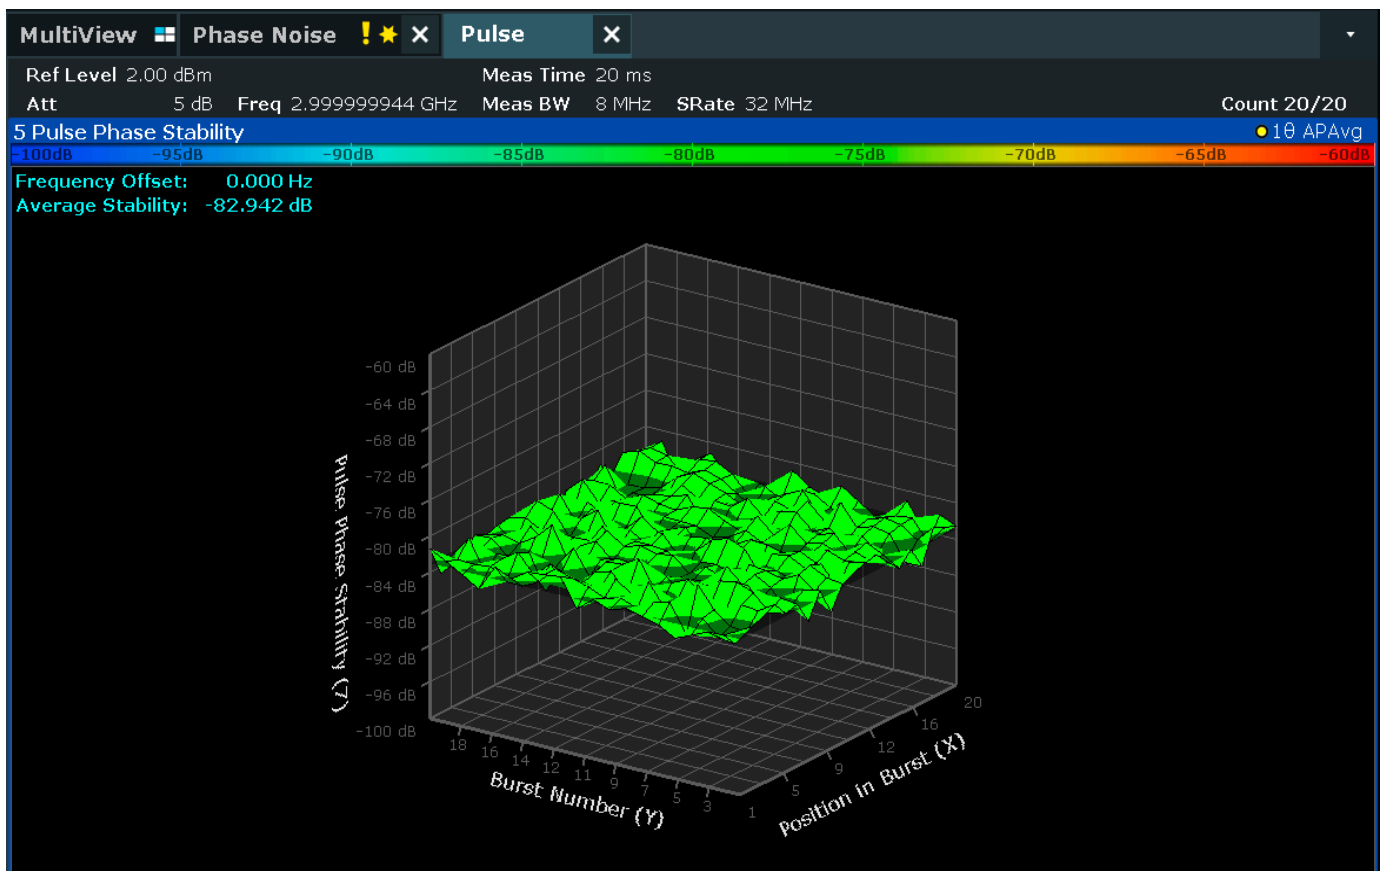 MultiView Phase Noise ! Pulse
Ref Level 2.00 dBm Meas Time 20 ms
Att 5 dB Freq 2.999999944 GHz Meas BW 8 MHz SRate 32 MHz Count 20/20
5 Pulse Phase Stability 1θ APAvg
-100dB -95dB -90dB -85dB -80dB -75dB -70dB -65dB -60dB
Frequency Offset: 0.000 Hz
Average Stability: -82.942 dB
-60 dB
-64 dB
-68 dB
-72 dB
-76 dB
-80 dB
-84 dB
-88 dB
-92 dB
-96 dB
-100 dB
Pulse Phase Stability (Z)
18 16 14 12 11 9 7 5 3
Burst Number (Y)
1 5 9 12 16 20
Position in Burst (X)